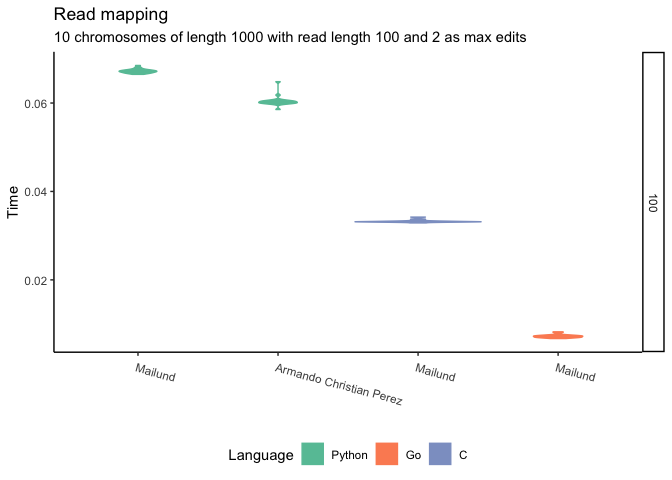 Read mapping
10 chromosomes of length 1000 with read length 100 and 2 as max edits
0.06
0.04
0.02
Time
100
Mailund
Armando Christian Perez
Mailund
Mailund
Language Python Go C